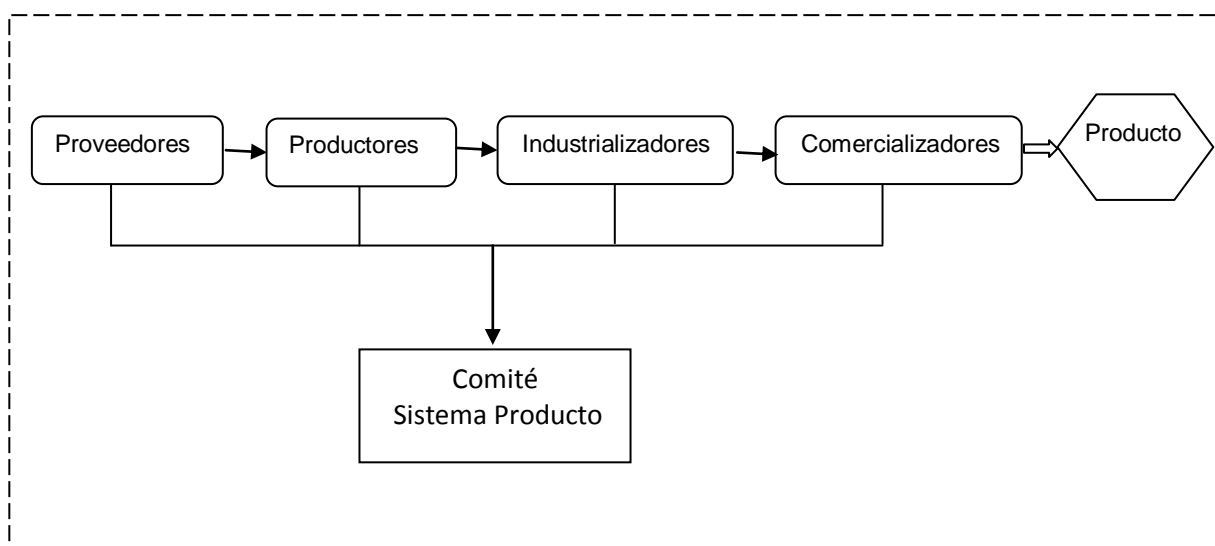 Proveedores
Productores
Industrializadores
Comercializadores
Producto
Comité
Sistema Producto